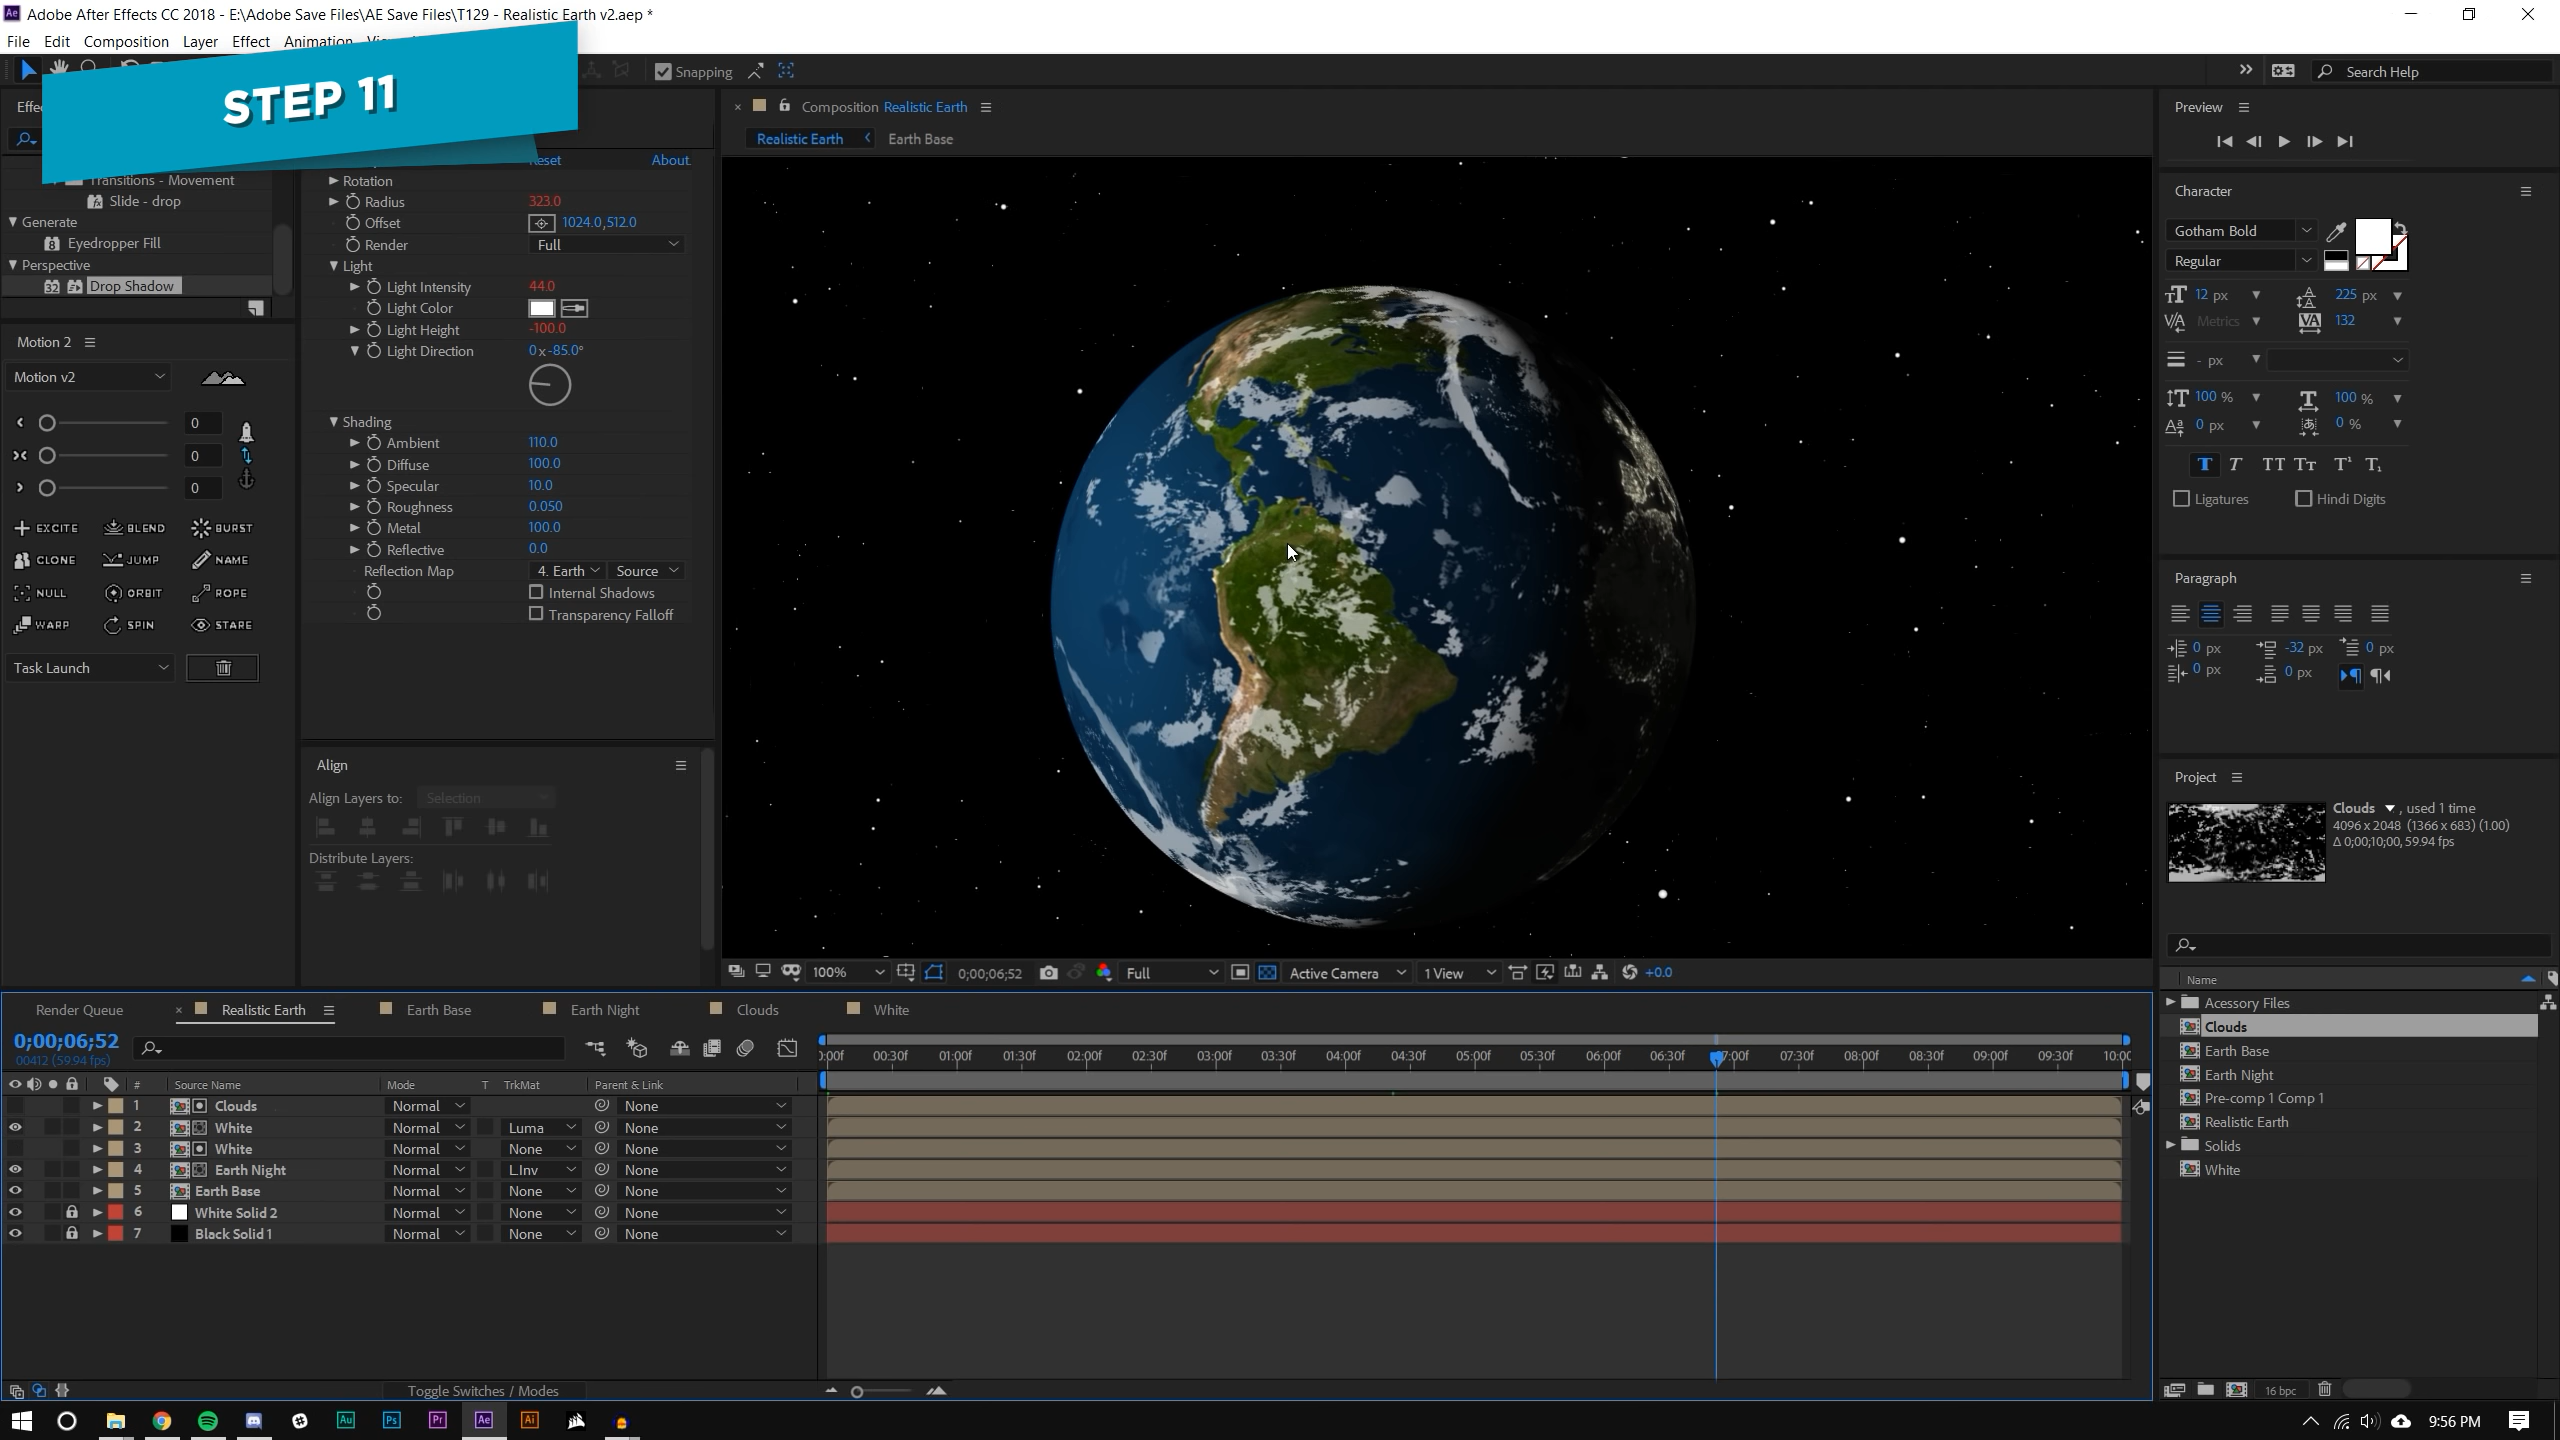 Adobe After Effects CC 2018 - E:\Adobe Save Files\AE Save Files\T129 - Realistic Earth v2.aep *
File Edit Composition Layer Effect Animation
STEP 11
Snapping
Search Help
Composition Realistic Earth
Realistic Earth Earth Base
Reset About
Transitions - Movement
Slide - drop
Generate
Eyedropper Fill
Perspective
Drop Shadow
Rotation
Radius 323.0
Offset 1024.0,512.0
Render Full
Light
Light Intensity 44.0
Light Color
Light Height -100.0
Light Direction 0x-85.0°
Shading
Ambient 110.0
Diffuse 100.0
Specular 10.0
Roughness 0.050
Metal 100.0
Reflective 0.0
Reflection Map 4. Earth Source
Internal Shadows
Transparency Falloff
Motion 2
Motion v2
0
0
0
EXCITE BLEND BURST
CLONE JUMP NAME
NULL ORBIT ROPE
WARP SPIN STARE
Task Launch
Align
Align Layers to: Selection
Distribute Layers:
100% 0;00;06;52 Full Active Camera 1 View +0.0
Preview
Character
Gotham Bold
Regular
12 px 225 px
Metrics 132
- px
100 % 100 %
0 px 0 %
T T TT Tt T¹ T₁
Ligatures Hindi Digits
Paragraph
0 px -32 px 0 px
0 px 0 px
Project
Clouds , used 1 time
4096 x 2048 (1366 x 683) (1.00)
Δ 0;00;10;00, 59.94 fps
Name
Acessory Files
Clouds
Earth Base
Earth Night
Pre-comp 1 Comp 1
Realistic Earth
Solids
White
16 bpc
Render Queue Realistic Earth Earth Base Earth Night Clouds White
0;00;06;52
00412 (59.94 fps)
00:30f 01:00f 01:30f 02:00f 02:30f 03:00f 03:30f 04:00f 04:30f 05:00f 05:30f 06:00f 06:30f 07:00f 07:30f 08:00f 08:30f 09:00f 09:30f
# Source Name Mode T TrkMat Parent & Link
1 Clouds Normal None
2 White Normal Luma None
3 White Normal None None
4 Earth Night Normal L.Inv None
5 Earth Base Normal None None
6 White Solid 2 Normal None None
7 Black Solid 1 Normal None None
Toggle Switches / Modes
Au Ps Pr Ae Ai
9:56 PM